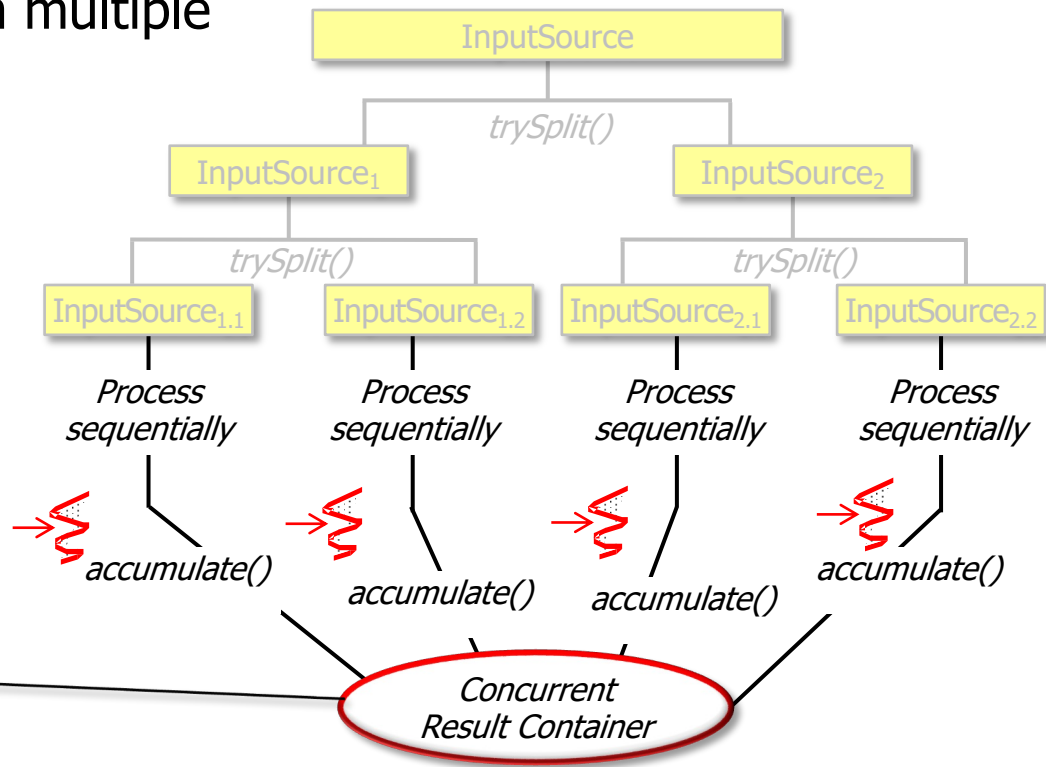 multiple
InputSource
trySplit()
InputSource₁ InputSource₂
trySplit() trySplit()
InputSource₁.₁ InputSource₁.₂ InputSource₂.₁ InputSource₂.₂
Process Process Process Process
sequentially sequentially sequentially sequentially
accumulate() accumulate() accumulate() accumulate()
Concurrent
Result Container